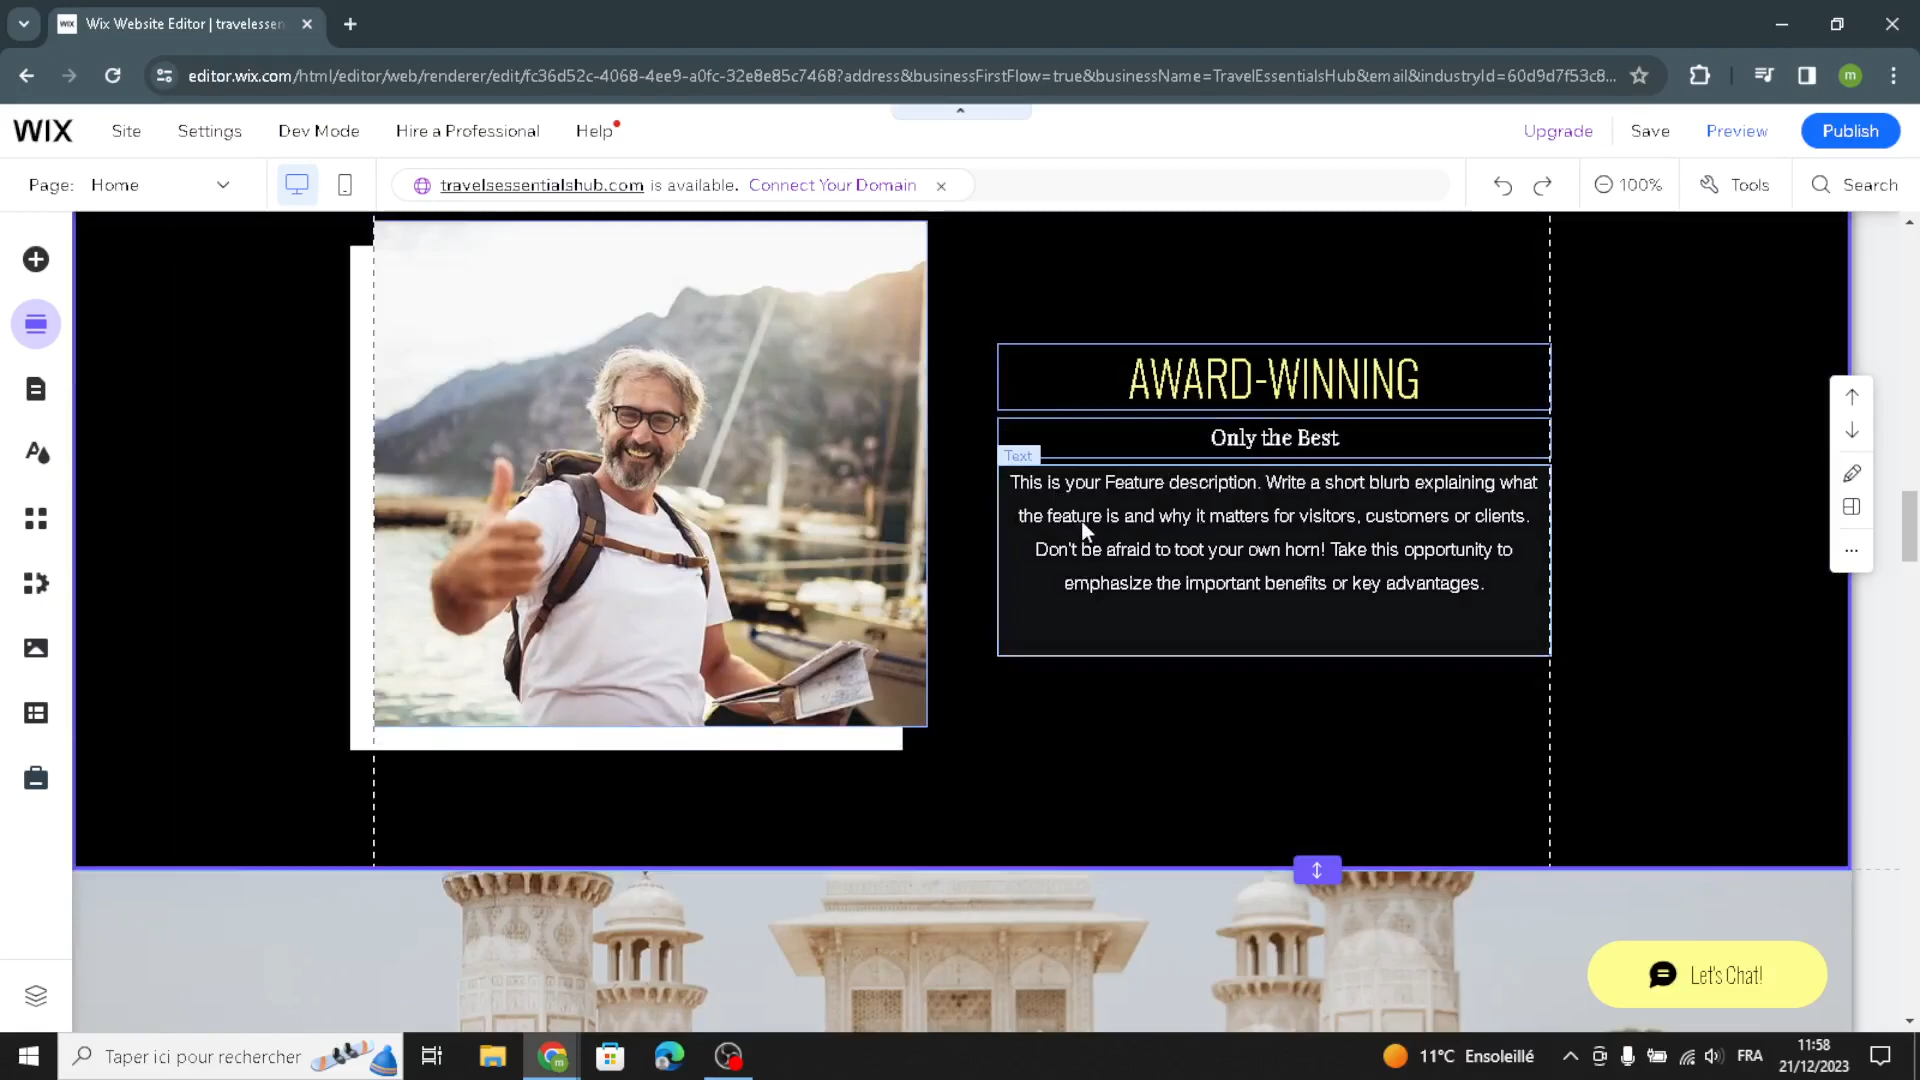 WIX Wix Website Editor | travelessen
editor.wix.com/html/editor/web/renderer/edit/fc36d52c-4068-4ee9-a0fc-32e8e85c7468?address&businessFirstFlow=true&businessName=TravelEssentialsHub&email&industryId=60d9d7f53c8... m
WIX Site Settings Dev Mode Hire a Professional Help Upgrade Save Preview Publish
Page: Home travelsessentialshub.com is available. Connect Your Domain 100% Tools Search
AWARD-WINNING
Only the Best
Text
This is your Feature description. Write a short blurb explaining what
the feature is and why it matters for visitors, customers or clients.
Don't be afraid to toot your own horn! Take this opportunity to
emphasize the important benefits or key advantages.
Let's Chat!
Taper ici pour rechercher m 11°C Ensoleillé FRA 11:58
21/12/2023